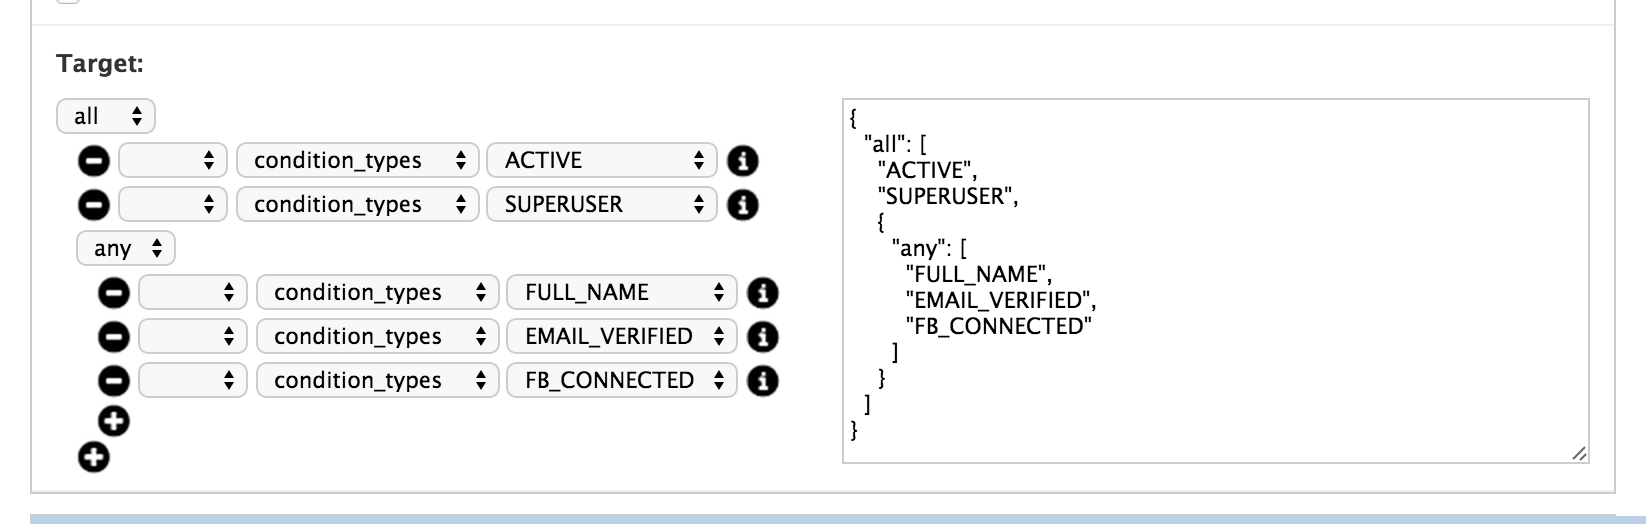 Target:
all
condition_types ACTIVE
condition_types SUPERUSER
any
condition_types FULL_NAME
condition_types EMAIL_VERIFIED
condition_types FB_CONNECTED
{
"all": [
"ACTIVE",
"SUPERUSER",
{
"any": [
"FULL_NAME",
"EMAIL_VERIFIED",
"FB_CONNECTED"
]
}
]
}